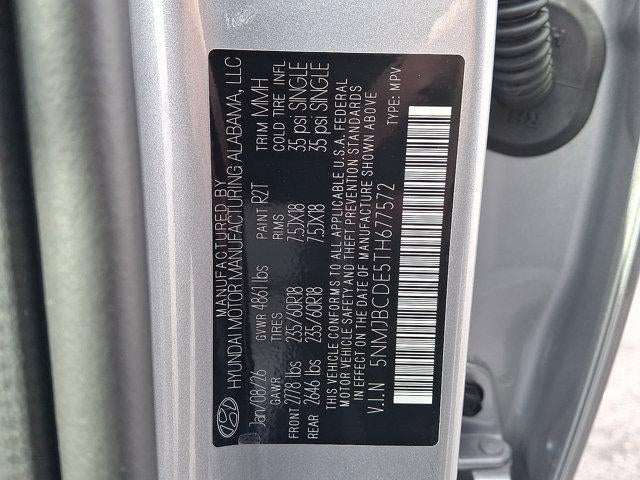 MANUFACTURED BY
HYUNDAI MOTOR MANUFACTURING ALABAMA, LLC
Jan/08/26 GVWR 4861 lbs PAINT R2T TRIM MMH
GAWR TIRES RIMS COLD TIRE INFL
FRONT 2778 lbs 235/60R18 7.5JX18 35 psi SINGLE
REAR 2646 lbs 235/60R18 7.5JX18 35 psi SINGLE
THIS VEHICLE CONFORMS TO ALL APPLICABLE U.S.A. FEDERAL
MOTOR VEHICLE SAFETY AND THEFT PREVENTION STANDARDS
IN EFFECT ON THE DATE OF MANUFACTURE SHOWN ABOVE
V.I.N 5NMJBCDE5TH677572 TYPE: MPV
RH